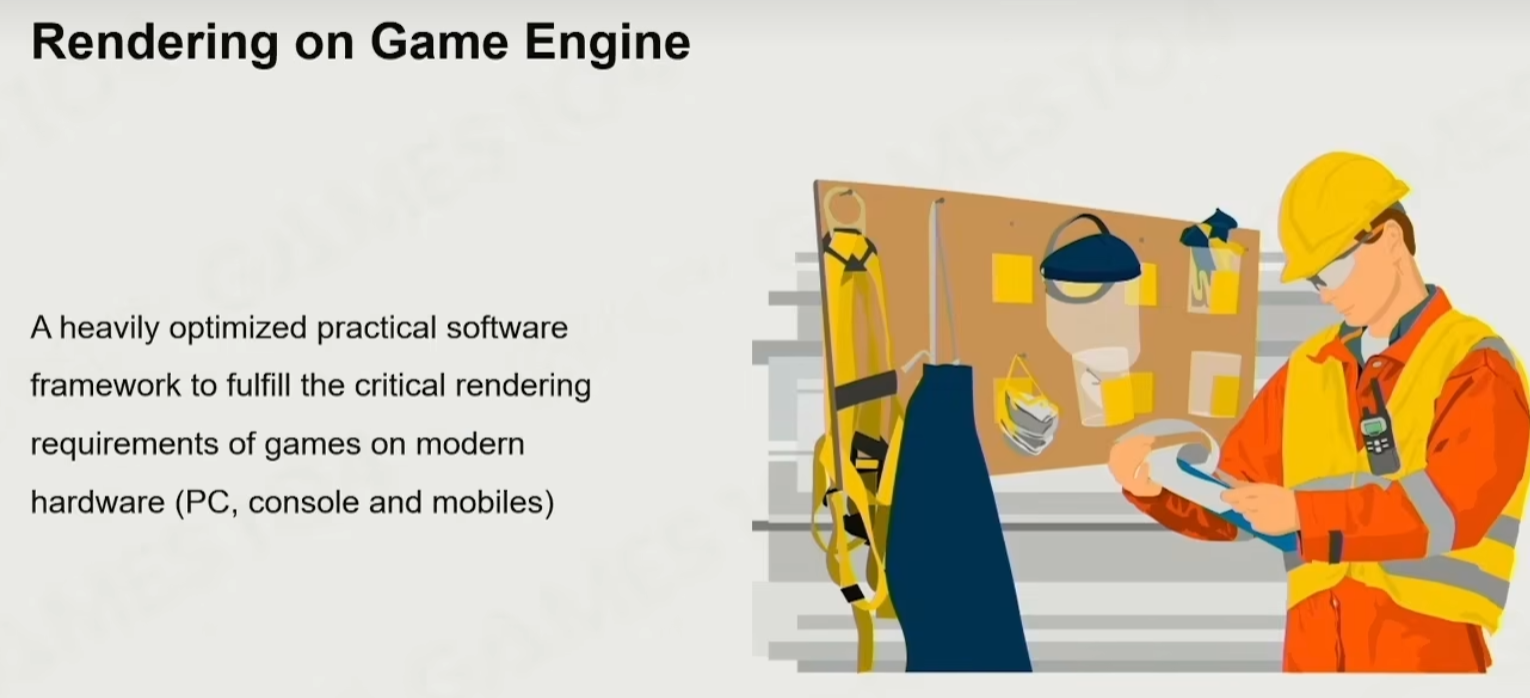 Rendering on Game Engine
A heavily optimized practical software
framework to fulfill the critical rendering
requirements of games on modern
hardware (PC, console and mobiles)